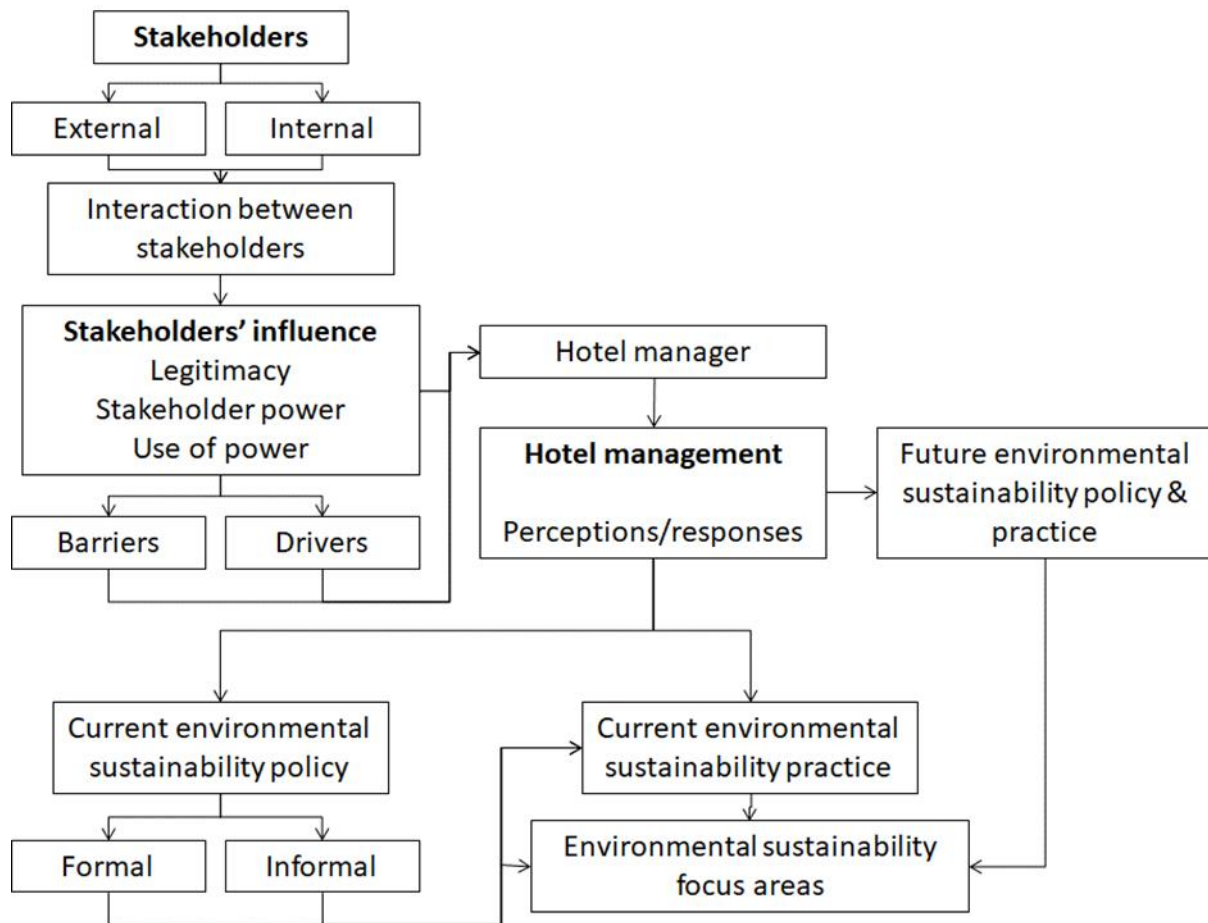 Stakeholders
External
Internal
Interaction between
stakeholders
Stakeholders’ influence
Legitimacy
Stakeholder power
Use of power
Barriers
Drivers
Hotel manager
Hotel management
Perceptions/responses
Future environmental
sustainability policy &
practice
Current environmental
sustainability policy
Formal
Informal
Current environmental
sustainability practice
Environmental sustainability
focus areas